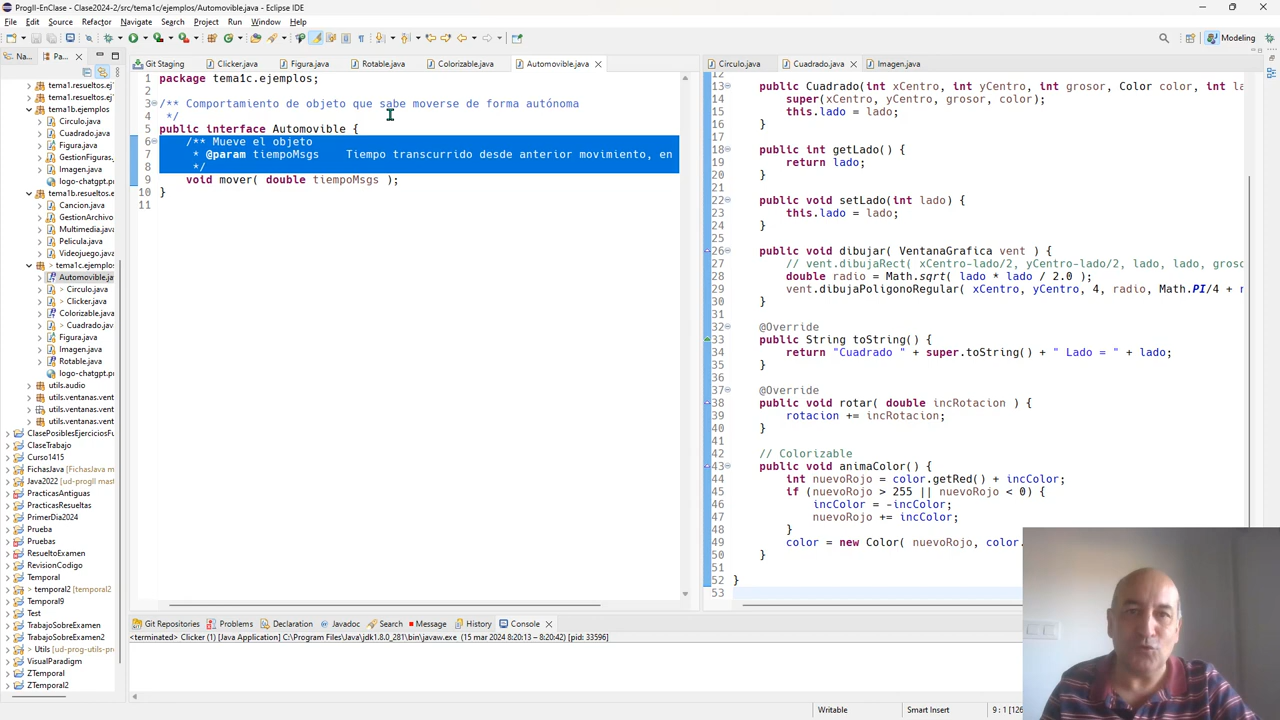 ProgII-EnClase - Clase2024-2/src/tema1c/ejemplos/Automovible.java - Eclipse IDE
File Edit Source Refactor Navigate Search Project Run Window Help
Modeling
Na... Pa...
Git Staging Clicker.java Figura.java Rotable.java Colorizable.java Automovible.java
Circulo.java Cuadrado.java Imagen.java
tema1.resueltos.ej
tema1.resueltos.ej
tema1b.ejemplos
Circulo.java
Cuadrado.java
Figura.java
GestionFiguras.
Imagen.java
logo-chatgpt.p
tema1b.resueltos.ej
Cancion.java
GestionArchivo
Multimedia.java
Pelicula.java
Videojuego.java
> tema1c.ejemplos
Automovible.ja
> Circulo.java
> Clicker.java
Colorizable.java
> Cuadrado.java
Figura.java
Imagen.java
Rotable.java
logo-chatgpt.p
utils.audio
utils.ventanas.vent
utils.ventanas.vent
utils.ventanas.vent
ClasePosiblesEjerciciosFu
ClaseTrabajo
Curso1415
FichasJava [FichasJava m
Java2022 [ud-progII mast
PracticasAntiguas
PracticasResueltas
PrimerDia2024
Prueba
Pruebas
ResueltoExamen
RevisionCodigo
Temporal
> temporal2 [temporal2
Temporal9
Test
TrabajoSobreExamen
TrabajoSobreExamen2
> Utils [ud-prog-utils-pro
VisualParadigm
ZTemporal
ZTemporal2
1 package tema1c.ejemplos;
2
3 /** Comportamiento de objeto que sabe moverse de forma autónoma
4 */
5 public interface Automovible {
6 /** Mueve el objeto
7 * @param tiempoMsgs Tiempo transcurrido desde anterior movimiento, en
8 */
9 void mover( double tiempoMsgs );
10 }
11
12
13 public Cuadrado(int xCentro, int yCentro, int grosor, Color color, int la
14 super(xCentro, yCentro, grosor, color);
15 this.lado = lado;
16 }
17
18 public int getLado() {
19 return lado;
20 }
21
22 public void setLado(int lado) {
23 this.lado = lado;
24 }
25
26 public void dibujar( VentanaGrafica vent ) {
27 // vent.dibujaRect( xCentro-lado/2, yCentro-lado/2, lado, lado, groso
28 double radio = Math.sqrt( lado * lado / 2.0 );
29 vent.dibujaPoligonoRegular( xCentro, yCentro, 4, radio, Math.PI/4 + r
30 }
31
32 @Override
33 public String toString() {
34 return "Cuadrado " + super.toString() + " Lado = " + lado;
35 }
36
37 @Override
38 public void rotar( double incRotacion ) {
39 rotacion += incRotacion;
40 }
41
42 // Colorizable
43 public void animaColor() {
44 int nuevoRojo = color.getRed() + incColor;
45 if (nuevoRojo > 255 || nuevoRojo < 0) {
46 incColor = -incColor;
47 nuevoRojo += incColor;
48 }
49 color = new Color( nuevoRojo, color.
50 }
51
52 }
53
Git Repositories Problems Declaration Javadoc Search Message History Console
<terminated> Clicker (1) [Java Application] C:\Program Files\Java\jdk1.8.0_281\bin\javaw.exe (15 mar 2024 8:20:13 – 8:20:42) [pid: 33596]
Writable Smart Insert 9 : 1 [126